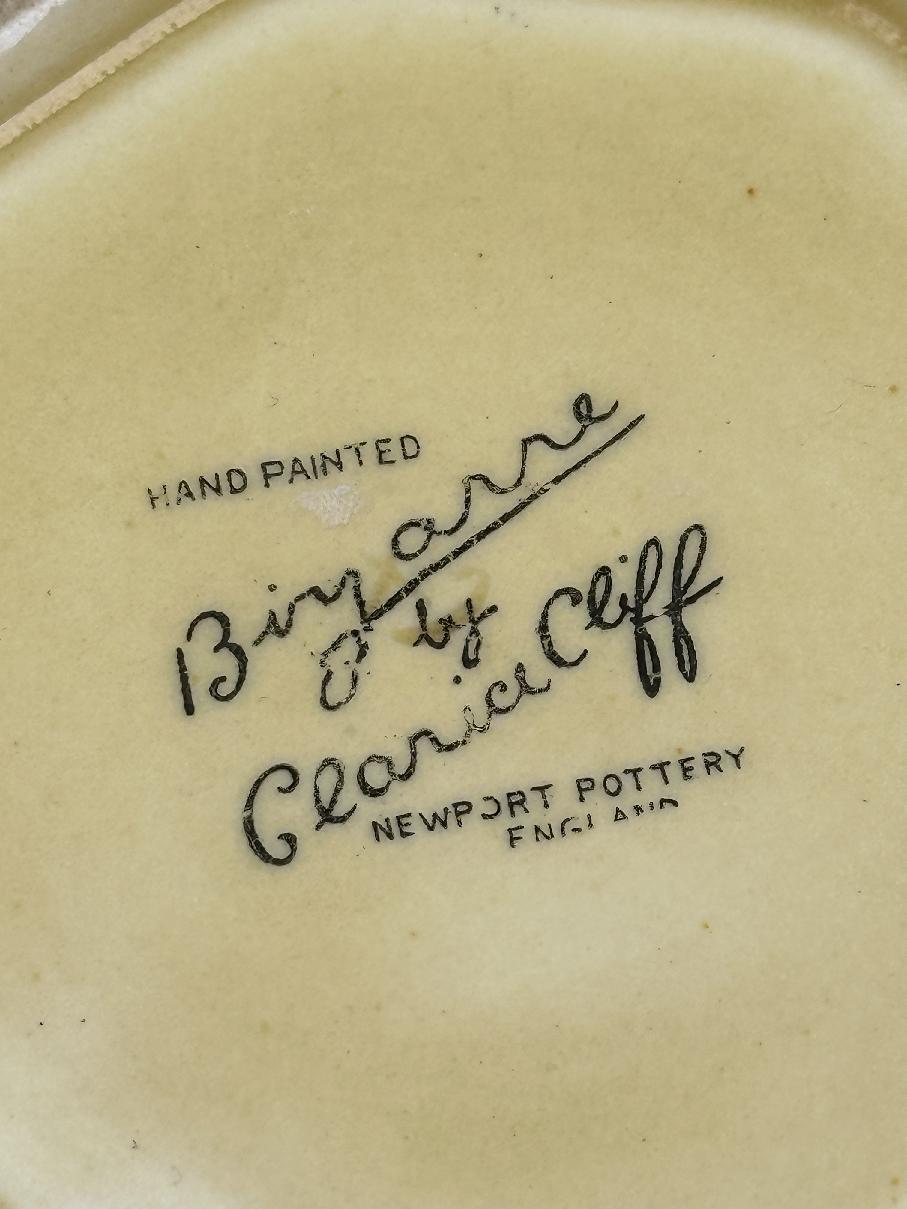 HAND PAINTED
Bizarre
by
Clarice Cliff
NEWPORT POTTERY
ENGLAND